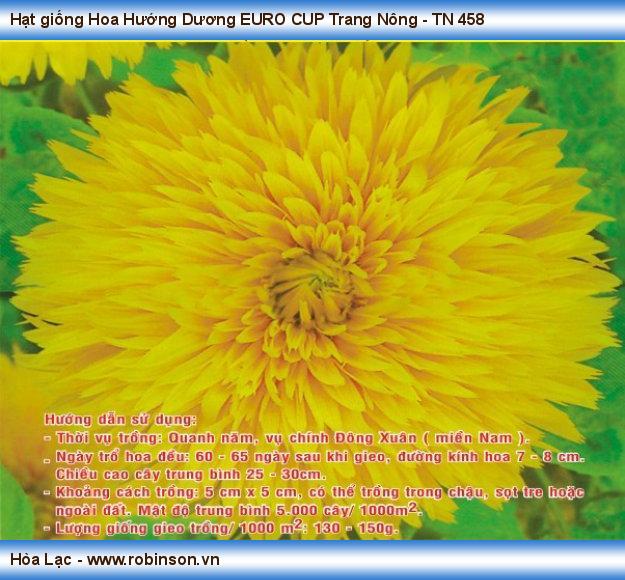 Hạt giống Hoa Hướng Dương EURO CUP Trang Nông - TN 458
Hướng dẫn sử dụng:
- Thời vụ trồng: Quanh năm, vụ chính Đông Xuân ( miền Nam ).
- Ngày trổ hoa đều: 60 - 65 ngày sau khi gieo, đường kính hoa 7 - 8 cm.
Chiều cao cây trung bình 25 - 30cm.
- Khoảng cách trồng: 5 cm x 5 cm, có thể trồng trong chậu, sọt tre hoặc
ngoài đất. Mật độ trung bình 5.000 cây/ 1000m².
- Lượng giống gieo trồng/ 1000 m²: 130 - 150g.
Hòa Lạc - www.robinson.vn